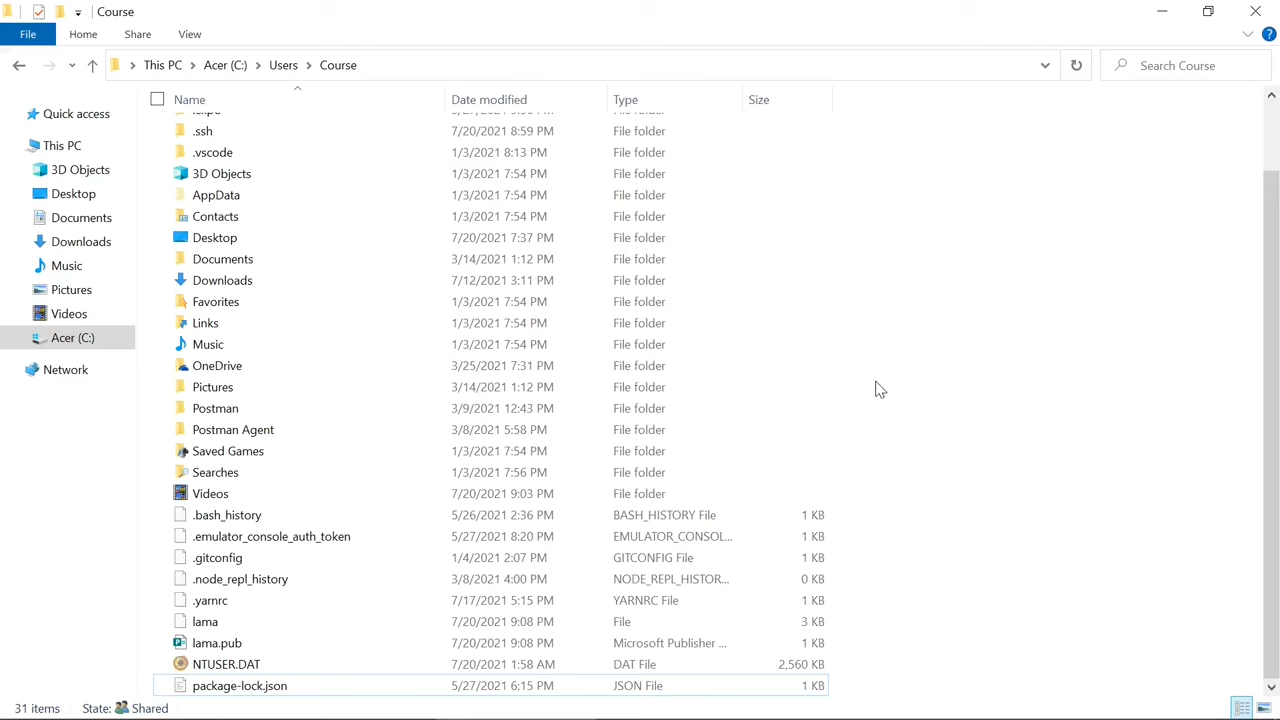 Course
File Home Share View
This PC Acer (C:) Users Course
Search Course
Name Date modified Type Size
Quick access
This PC
3D Objects
Desktop
Documents
Downloads
Music
Pictures
Videos
Acer (C:)
Network
.ssh 7/20/2021 8:59 PM File folder
.vscode 1/3/2021 8:13 PM File folder
3D Objects 1/3/2021 7:54 PM File folder
AppData 1/3/2021 7:54 PM File folder
Contacts 1/3/2021 7:54 PM File folder
Desktop 7/20/2021 7:37 PM File folder
Documents 3/14/2021 1:12 PM File folder
Downloads 7/12/2021 3:11 PM File folder
Favorites 1/3/2021 7:54 PM File folder
Links 1/3/2021 7:54 PM File folder
Music 1/3/2021 7:54 PM File folder
OneDrive 3/25/2021 7:31 PM File folder
Pictures 3/14/2021 1:12 PM File folder
Postman 3/9/2021 12:43 PM File folder
Postman Agent 3/8/2021 5:58 PM File folder
Saved Games 1/3/2021 7:54 PM File folder
Searches 1/3/2021 7:56 PM File folder
Videos 7/20/2021 9:03 PM File folder
.bash_history 5/26/2021 2:36 PM BASH_HISTORY File 1 KB
.emulator_console_auth_token 5/27/2021 8:20 PM EMULATOR_CONSOL... 1 KB
.gitconfig 1/4/2021 2:07 PM GITCONFIG File 1 KB
.node_repl_history 3/8/2021 4:00 PM NODE_REPL_HISTOR... 0 KB
.yarnrc 7/17/2021 5:15 PM YARNRC File 1 KB
lama 7/20/2021 9:08 PM File 3 KB
lama.pub 7/20/2021 9:08 PM Microsoft Publisher ... 1 KB
NTUSER.DAT 7/20/2021 1:58 AM DAT File 2,560 KB
package-lock.json 5/27/2021 6:15 PM JSON File 1 KB
31 items State: Shared